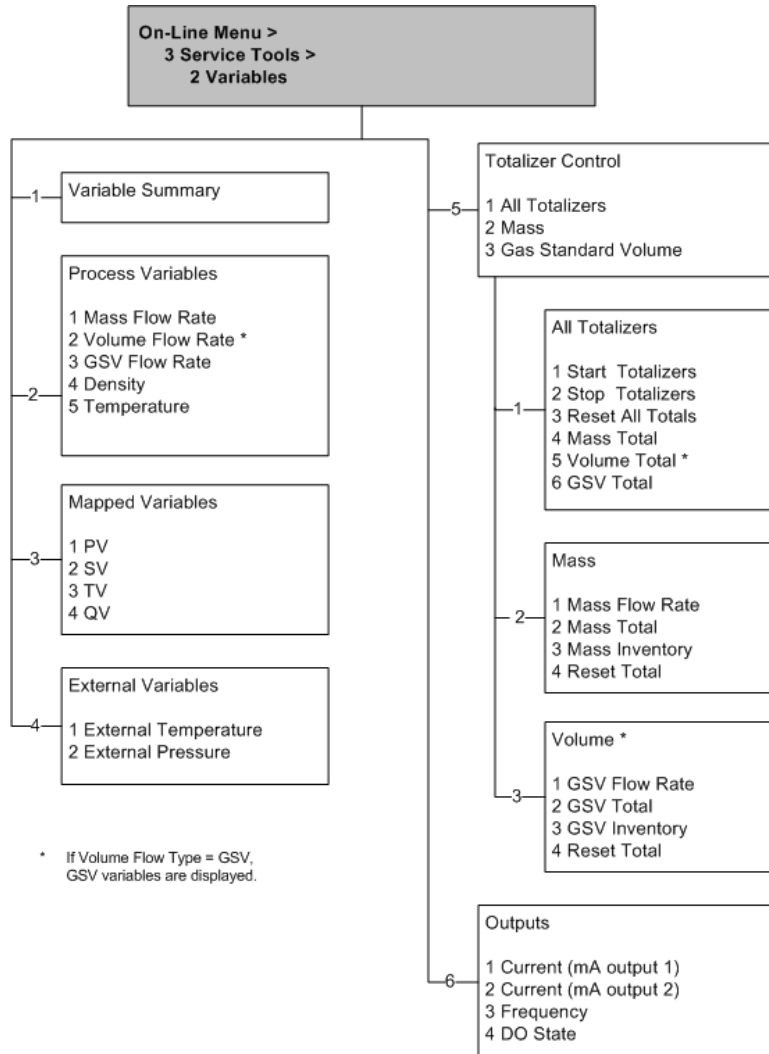 On-Line Menu >
3 Service Tools >
2 Variables
1
Variable Summary
2
Process Variables
1 Mass Flow Rate
2 Volume Flow Rate *
3 GSV Flow Rate
4 Density
5 Temperature
3
Mapped Variables
1 PV
2 SV
3 TV
4 QV
4
External Variables
1 External Temperature
2 External Pressure
* If Volume Flow Type = GSV,
GSV variables are displayed.
5
Totalizer Control
1 All Totalizers
2 Mass
3 Gas Standard Volume
1
All Totalizers
1 Start Totalizers
2 Stop Totalizers
3 Reset All Totals
4 Mass Total
5 Volume Total *
6 GSV Total
2
Mass
1 Mass Flow Rate
2 Mass Total
3 Mass Inventory
4 Reset Total
3
Volume *
1 GSV Flow Rate
2 GSV Total
3 GSV Inventory
4 Reset Total
6
Outputs
1 Current (mA output 1)
2 Current (mA output 2)
3 Frequency
4 DO State